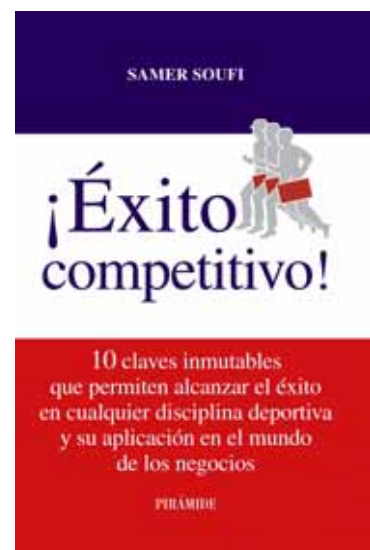 SAMER SOUFI
¡Éxito
competitivo!
10 claves inmutables
que permiten alcanzar el éxito
en cualquier disciplina deportiva
y su aplicación en el mundo
de los negocios
PIRÁMIDE